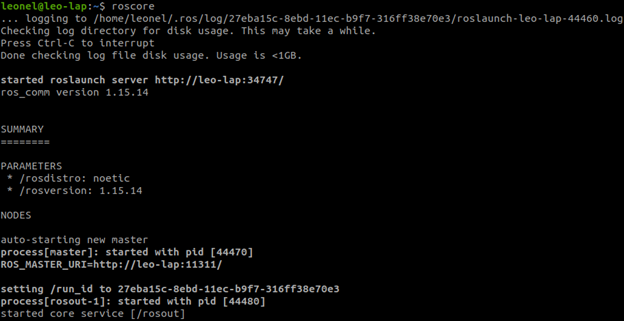 leonel@leo-lap:~$ roscore
... logging to /home/leonel/.ros/log/27eba15c-8ebd-11ec-b9f7-316ff38e70e3/roslaunch-leo-lap-44460.log
Checking log directory for disk usage. This may take a while.
Press Ctrl-C to interrupt
Done checking log file disk usage. Usage is <1GB.
started roslaunch server http://leo-lap:34747/
ros_comm version 1.15.14
SUMMARY
========
PARAMETERS
* /rosdistro: noetic
* /rosversion: 1.15.14
NODES
auto-starting new master
process[master]: started with pid [44470]
ROS_MASTER_URI=http://leo-lap:11311/
setting /run_id to 27eba15c-8ebd-11ec-b9f7-316ff38e70e3
process[rosout-1]: started with pid [44480]
started core service [/rosout]